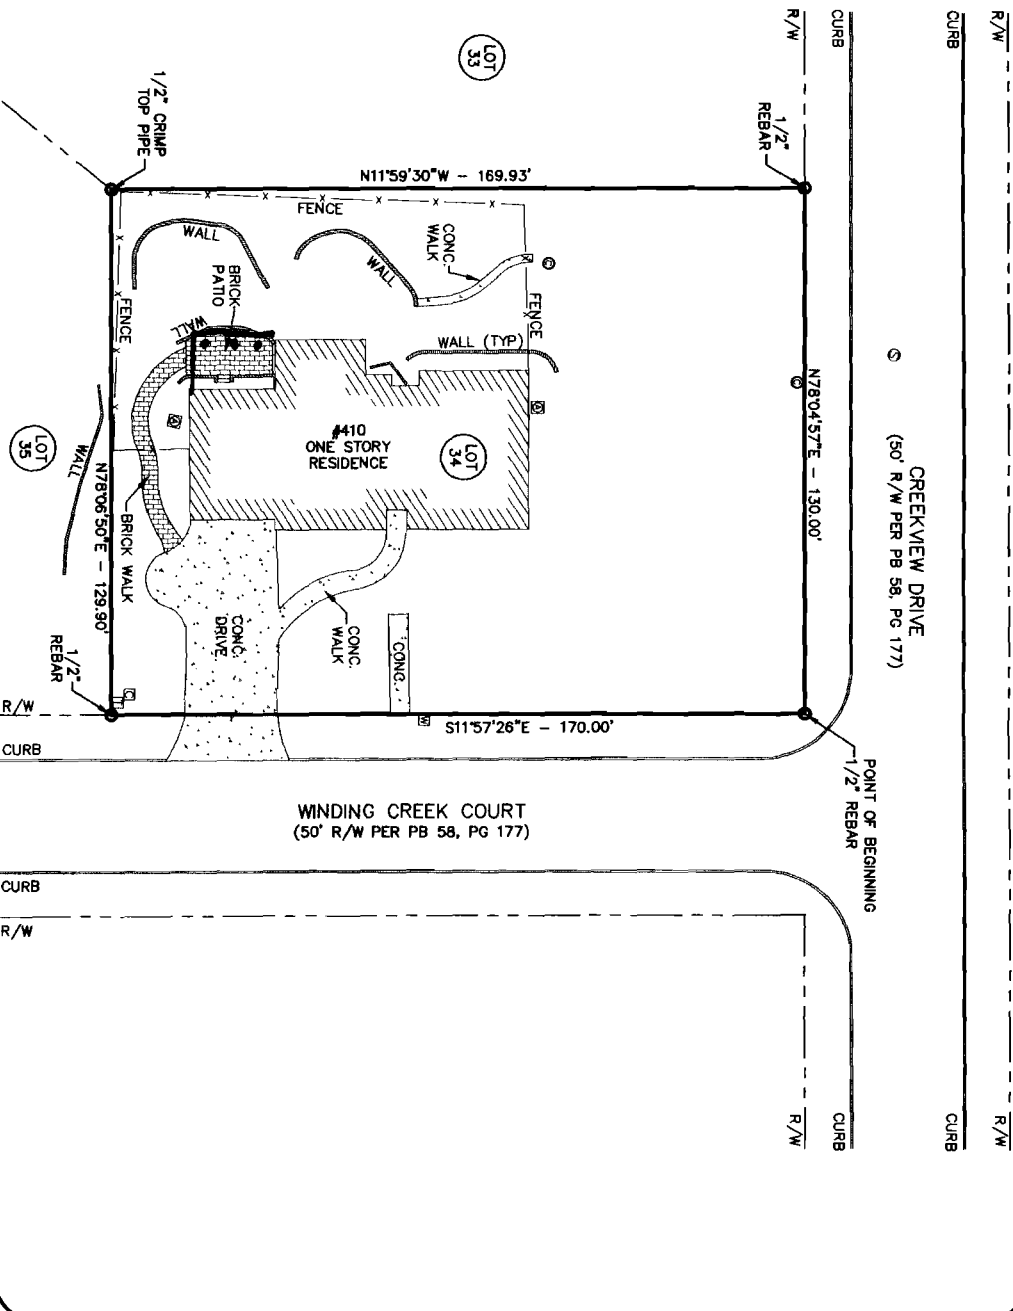 R/W
CURB
CURB
R/W
LOT
33
1/2" CRIMP
TOP PIPE
1/2"
REBAR
N11°59'30"W - 169.93'
FENCE
WALL
WALL
CONC.
WALK
BRICK
PATIO
WALL
FENCE
FENCE
WALL (TYP)
N78°04'57"E - 130.00'
S
CREEKVIEW DRIVE
(50' R/W PER PB 58, PG 177)
#410
ONE STORY
RESIDENCE
LOT
34
LOT
35
WALL
N78°06'50"E - 129.90'
BRICK WALK
CONC.
DRIVE
CONC.
WALK
CONC.
1/2"
REBAR
C
W
R/W
CURB
S11°57'26"E - 170.00'
POINT OF BEGINNING
1/2" REBAR
WINDING CREEK COURT
(50' R/W PER PB 58, PG 177)
CURB
R/W
R/W
CURB
CURB
R/W